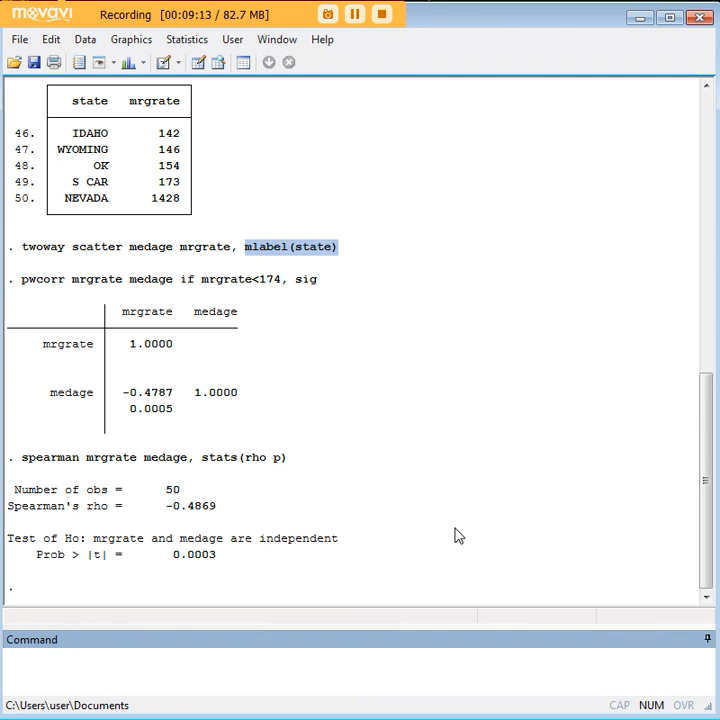 movavi
Recording [00:09:13 / 82.7 MB]
File Edit Data Graphics Statistics User Window Help
state mrgrate
46. IDAHO 142
47. WYOMING 146
48. OK 154
49. S CAR 173
50. NEVADA 1428
. twoway scatter medage mrgrate, mlabel(state)
. pwcorr mrgrate medage if mrgrate<174, sig
mrgrate medage
mrgrate 1.0000
medage -0.4787 1.0000
0.0005
. spearman mrgrate medage, stats(rho p)
Number of obs = 50
Spearman's rho = -0.4869
Test of Ho: mrgrate and medage are independent
Prob > |t| = 0.0003
.
Command
C:\Users\user\Documents CAP NUM OVR